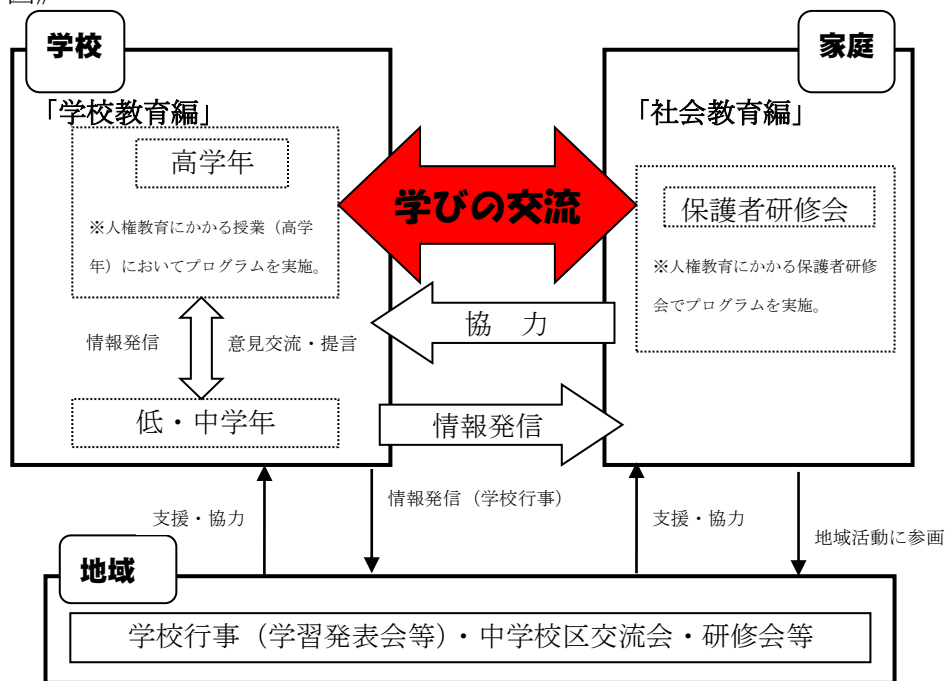 学校
家庭
「学校教育編」
「社会教育編」
高学年
※人権教育にかかる授業（高学
年）においてプログラムを実施。
学びの交流
保護者研修会
※人権教育にかかる保護者研修
会でプログラムを実施。
協　力
情報発信
意見交流・提言
低・中学年
情報発信
支援・協力
情報発信（学校行事）
支援・協力
地域活動に参画
地域
学校行事（学習発表会等）・中学校区交流会・研修会等